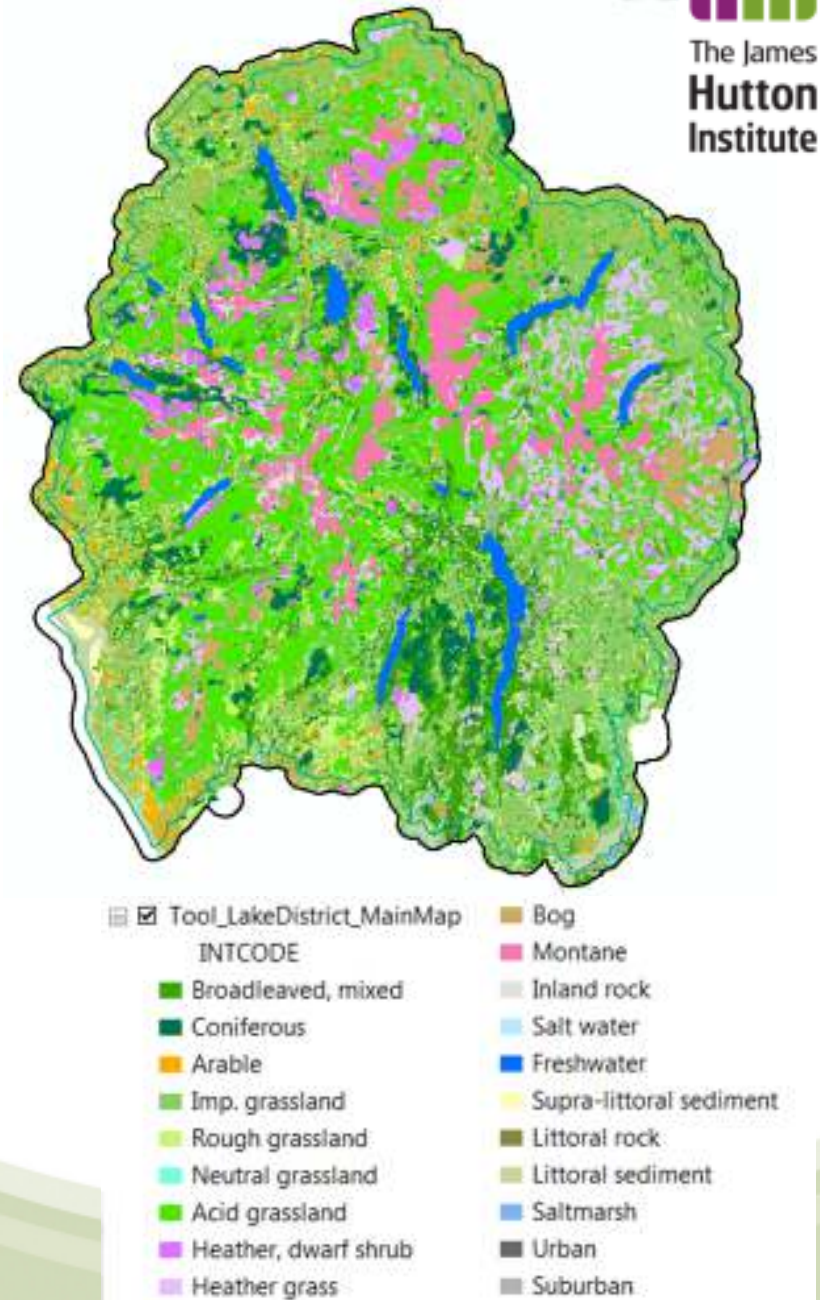 The James
Hutton
Institute
Tool_LakeDistrict_MainMap
INTCODE
Broadleaved, mixed
Coniferous
Arable
Imp. grassland
Rough grassland
Neutral grassland
Acid grassland
Heather, dwarf shrub
Heather grass
Bog
Montane
Inland rock
Salt water
Freshwater
Supra-littoral sediment
Littoral rock
Littoral sediment
Saltmarsh
Urban
Suburban